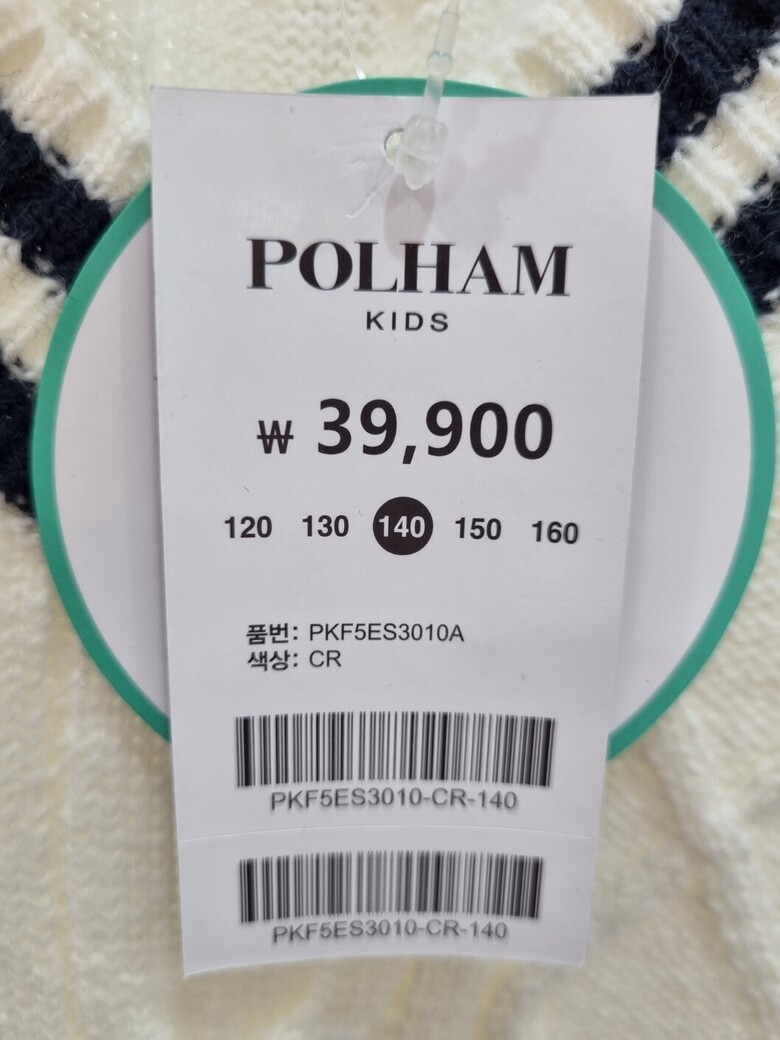 POLHAM
KIDS
₩ 39,900
120 130 140 150 160
품번: PKF5ES3010A
색상: CR
PKF5ES3010-CR-140
PKF5ES3010-CR-140